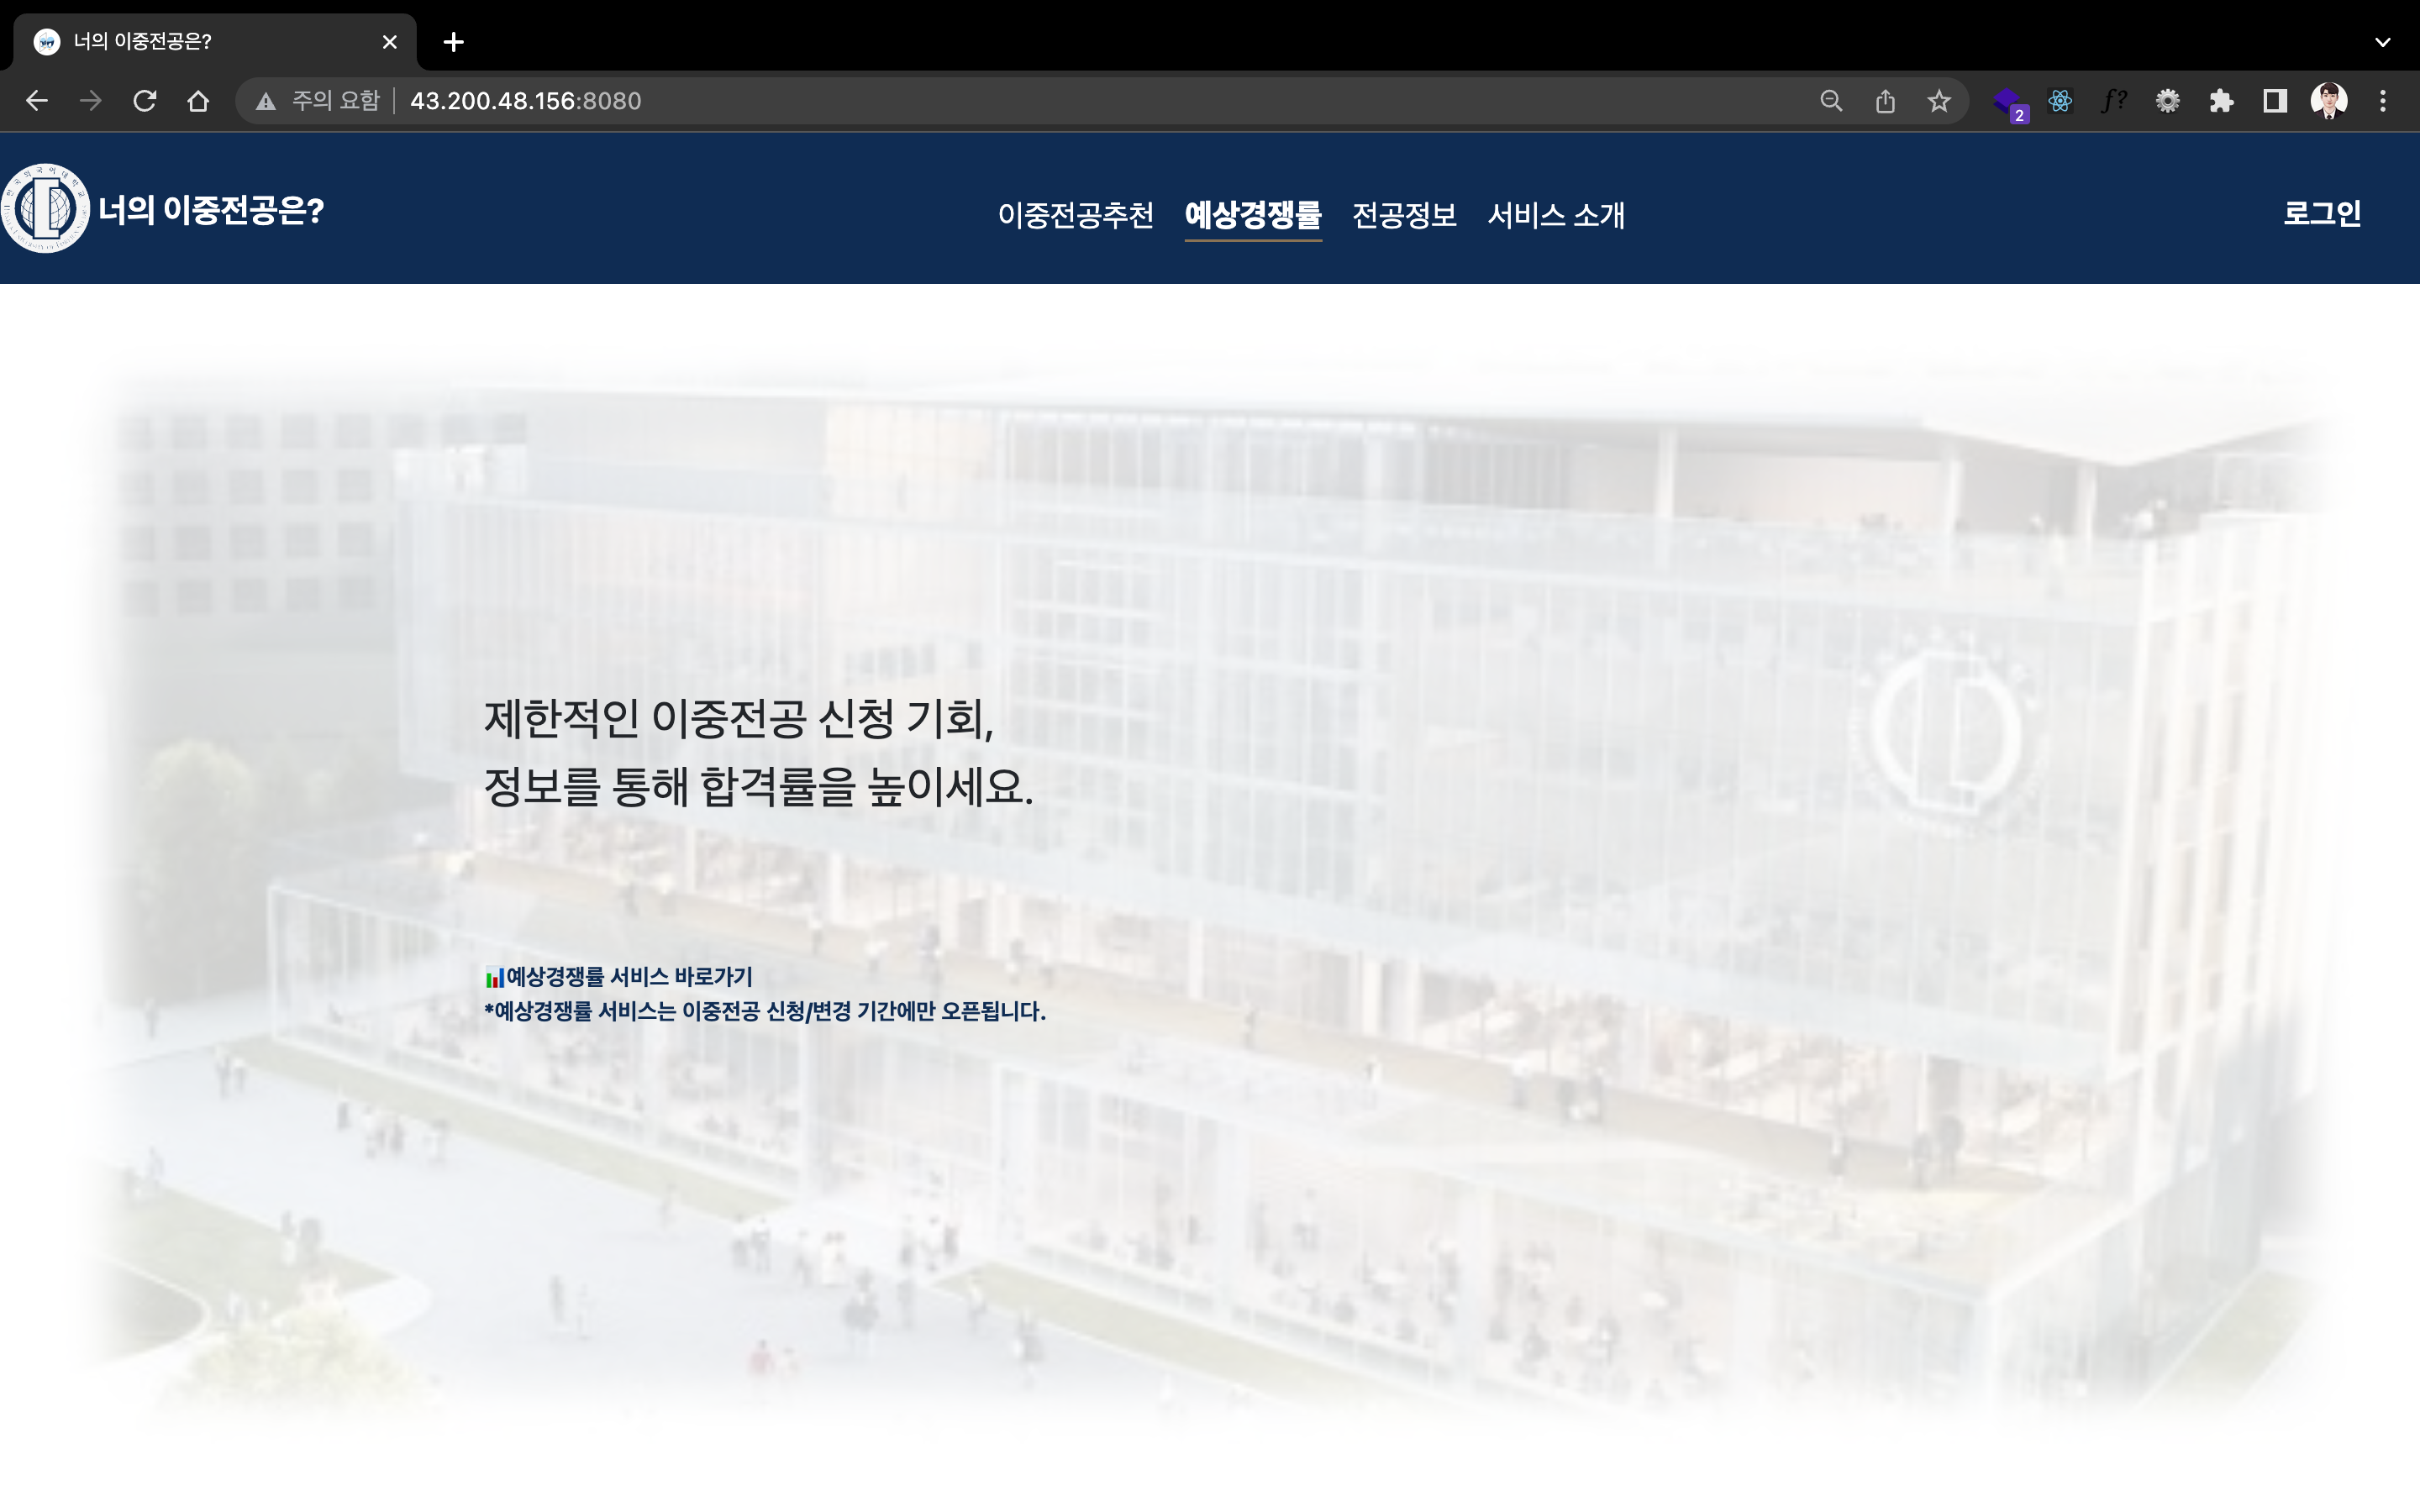 너의 이중전공은?
주의 요함 43.200.48.156:8080
f?
2
너의 이중전공은?
이중전공추천 예상경쟁률 전공정보 서비스 소개
로그인
제한적인 이중전공 신청 기회,
정보를 통해 합격률을 높이세요.
📊예상경쟁률 서비스 바로가기
*예상경쟁률 서비스는 이중전공 신청/변경 기간에만 오픈됩니다.